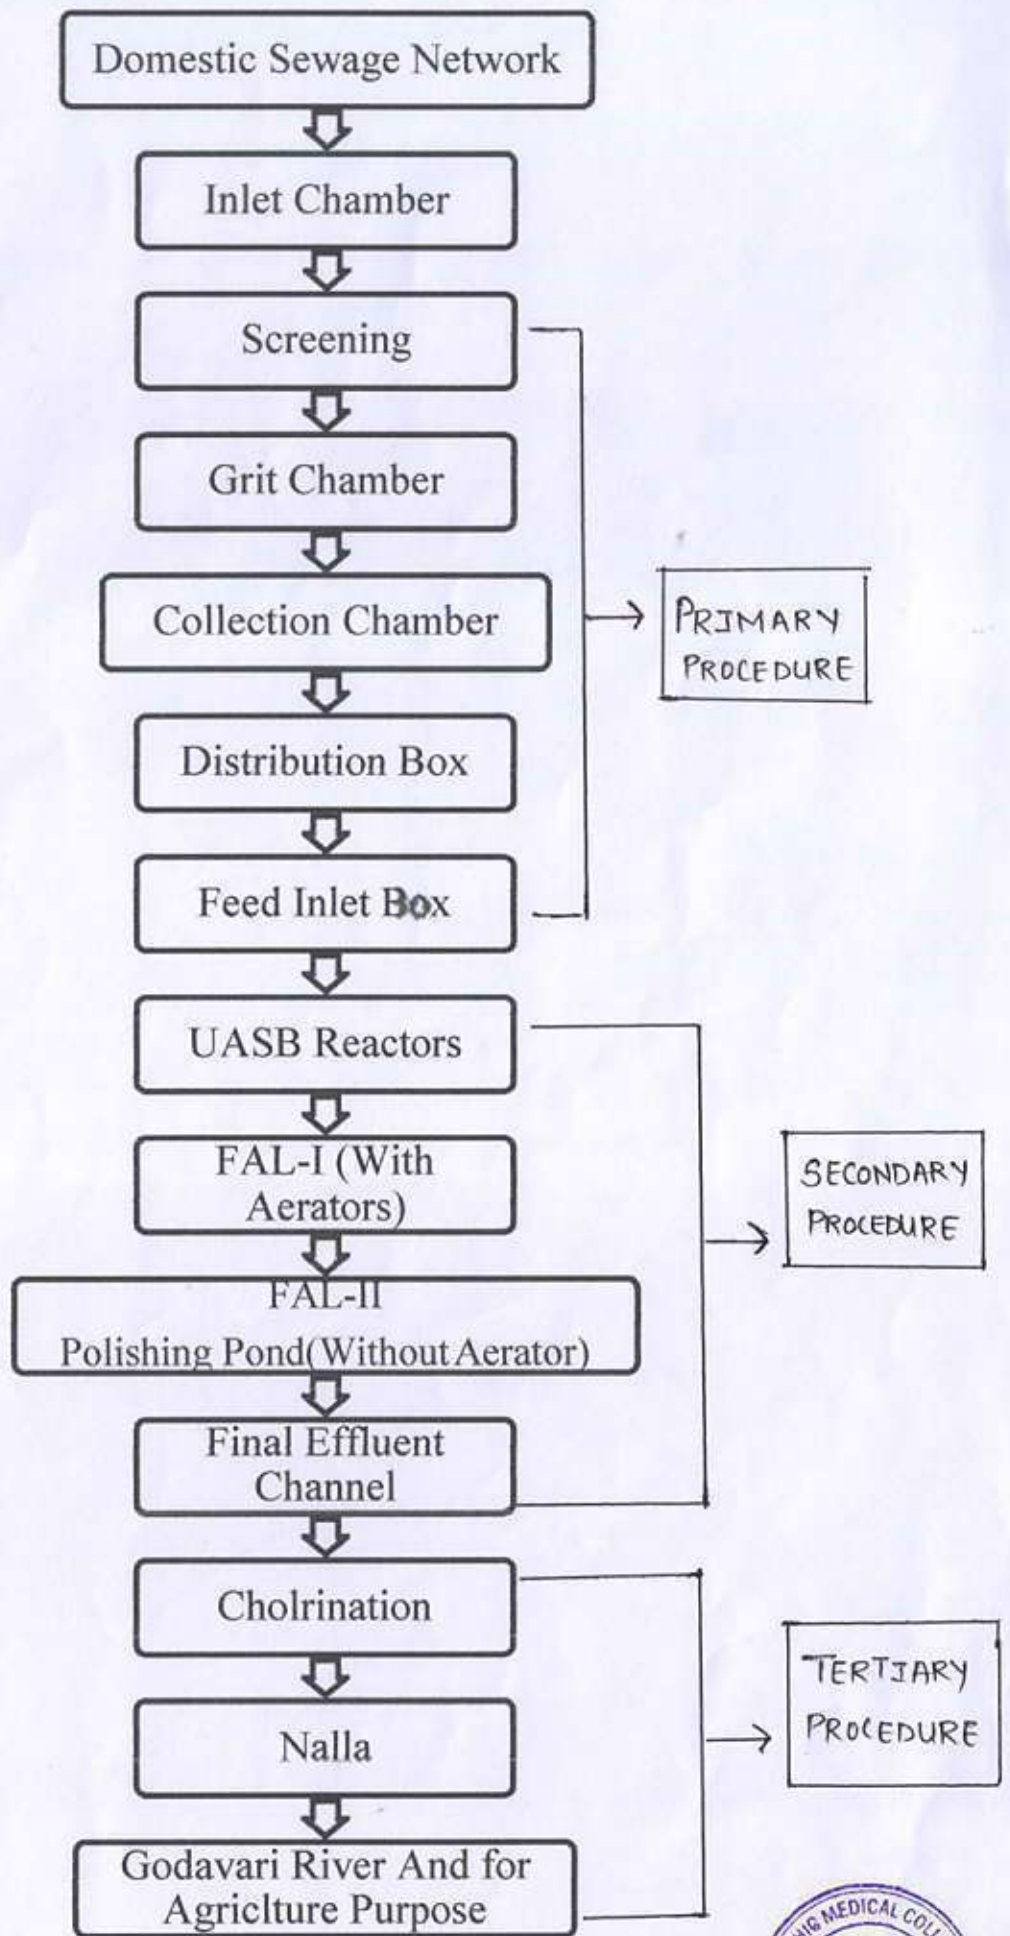 Domestic Sewage Network
Inlet Chamber
Screening
Grit Chamber
Collection Chamber
PRIMARY
PROCEDURE
Distribution Box
Feed Inlet Box
UASB Reactors
FAL-I (With
Aerators)
SECONDARY
PROCEDURE
FAL-II
Polishing Pond(Without Aerator)
Final Effluent
Channel
Cholrination
TERTIARY
PROCEDURE
Nalla
Godavari River And for
Agriclture Purpose
MEDICAL